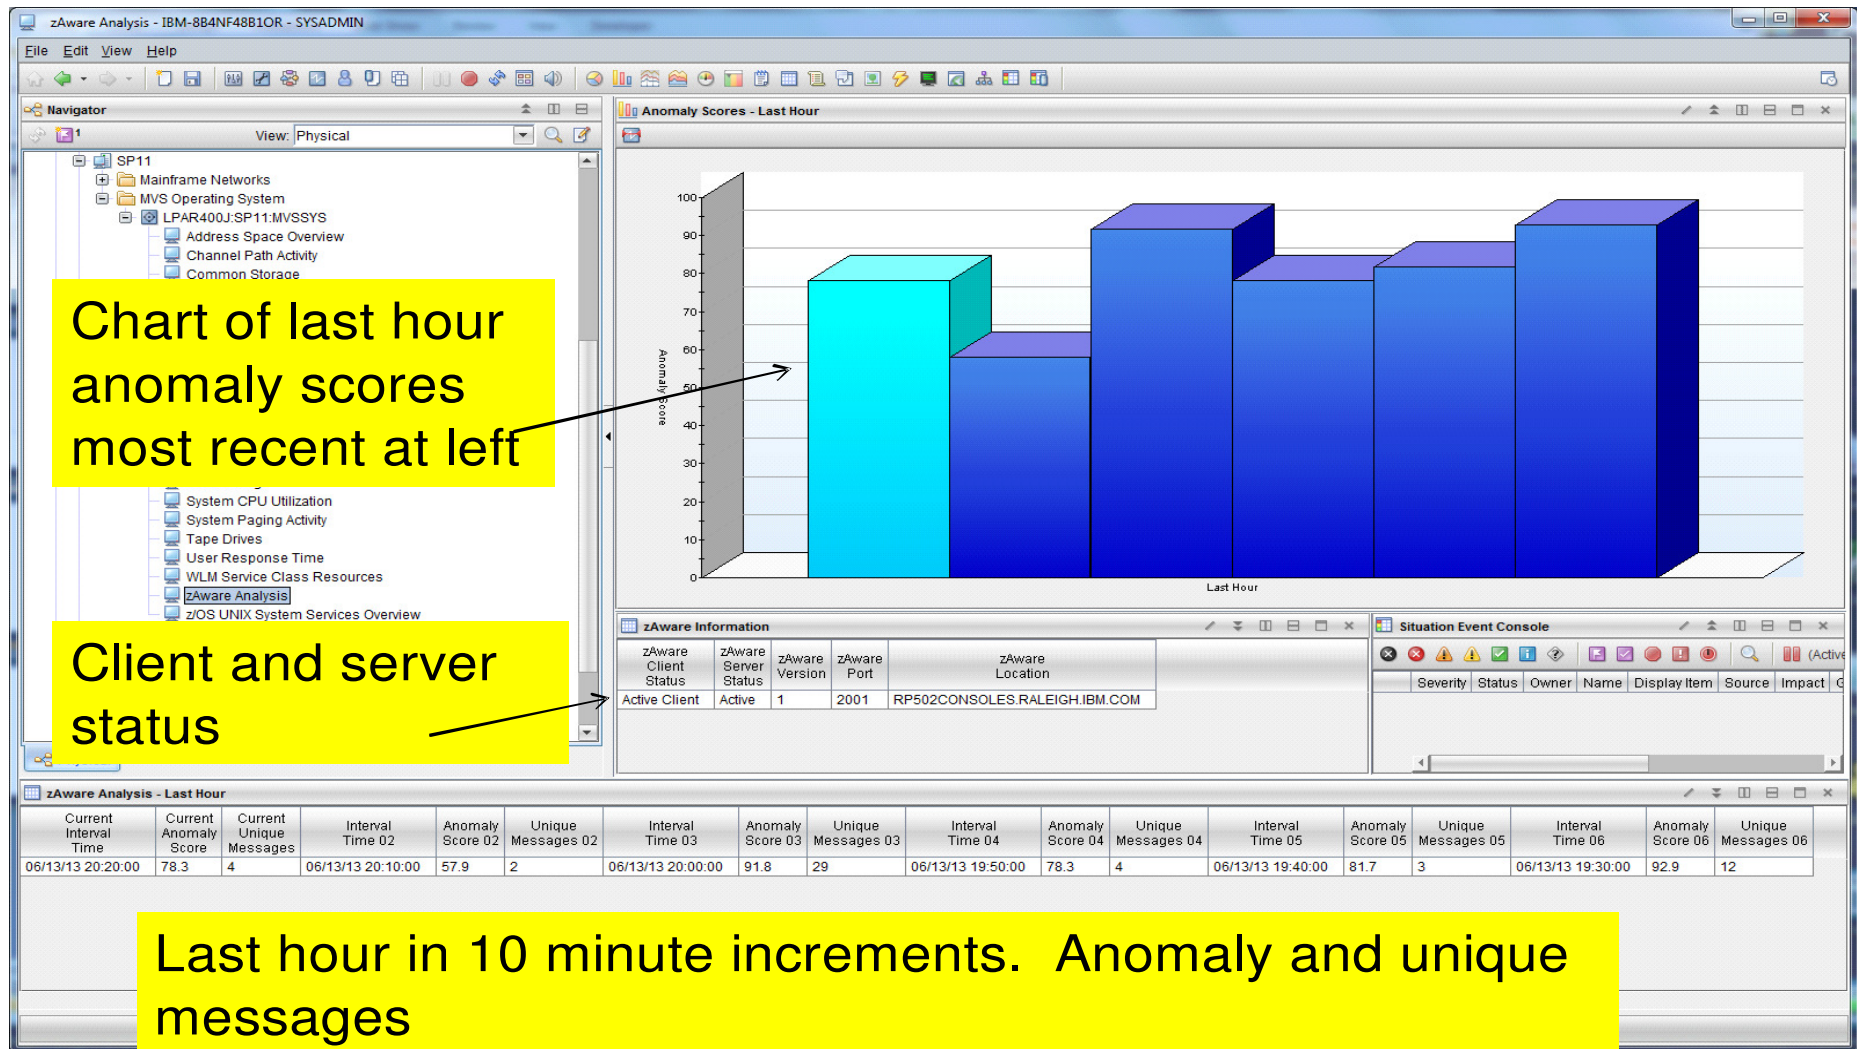 zAware Analysis - IBM-8B4NF48B1OR - SYSADMIN
File Edit View Help
Navigator
View: Physical
SP11
Mainframe Networks
MVS Operating System
LPAR400J:SP11:MVSSYS
Address Space Overview
Channel Path Activity
Common Storage
Chart of last hour
anomaly scores
most recent at left
System CPU Utilization
System Paging Activity
Tape Drives
User Response Time
WLM Service Class Resources
zAware Analysis
z/OS UNIX System Services Overview
Client and server
status
Anomaly Scores - Last Hour
100
90
80
70
60
50
40
30
20
10
0
Anomaly Score
Last Hour
zAware Information
zAware Client Status zAware Server Status zAware Version zAware Port zAware Location
Active Client Active 1 2001 RP502CONSOLES.RALEIGH.IBM.COM
Situation Event Console
(Active
Severity Status Owner Name Display Item Source Impact
zAware Analysis - Last Hour
Current Interval Time Current Anomaly Score Current Unique Messages Interval Time 02 Anomaly Score 02 Unique Messages 02 Interval Time 03 Anomaly Score 03 Unique Messages 03 Interval Time 04 Anomaly Score 04 Unique Messages 04 Interval Time 05 Anomaly Score 05 Unique Messages 05 Interval Time 06 Anomaly Score 06 Unique Messages 06
06/13/13 20:20:00 78.3 4 06/13/13 20:10:00 57.9 2 06/13/13 20:00:00 91.8 29 06/13/13 19:50:00 78.3 4 06/13/13 19:40:00 81.7 3 06/13/13 19:30:00 92.9 12
Last hour in 10 minute increments. Anomaly and unique
messages